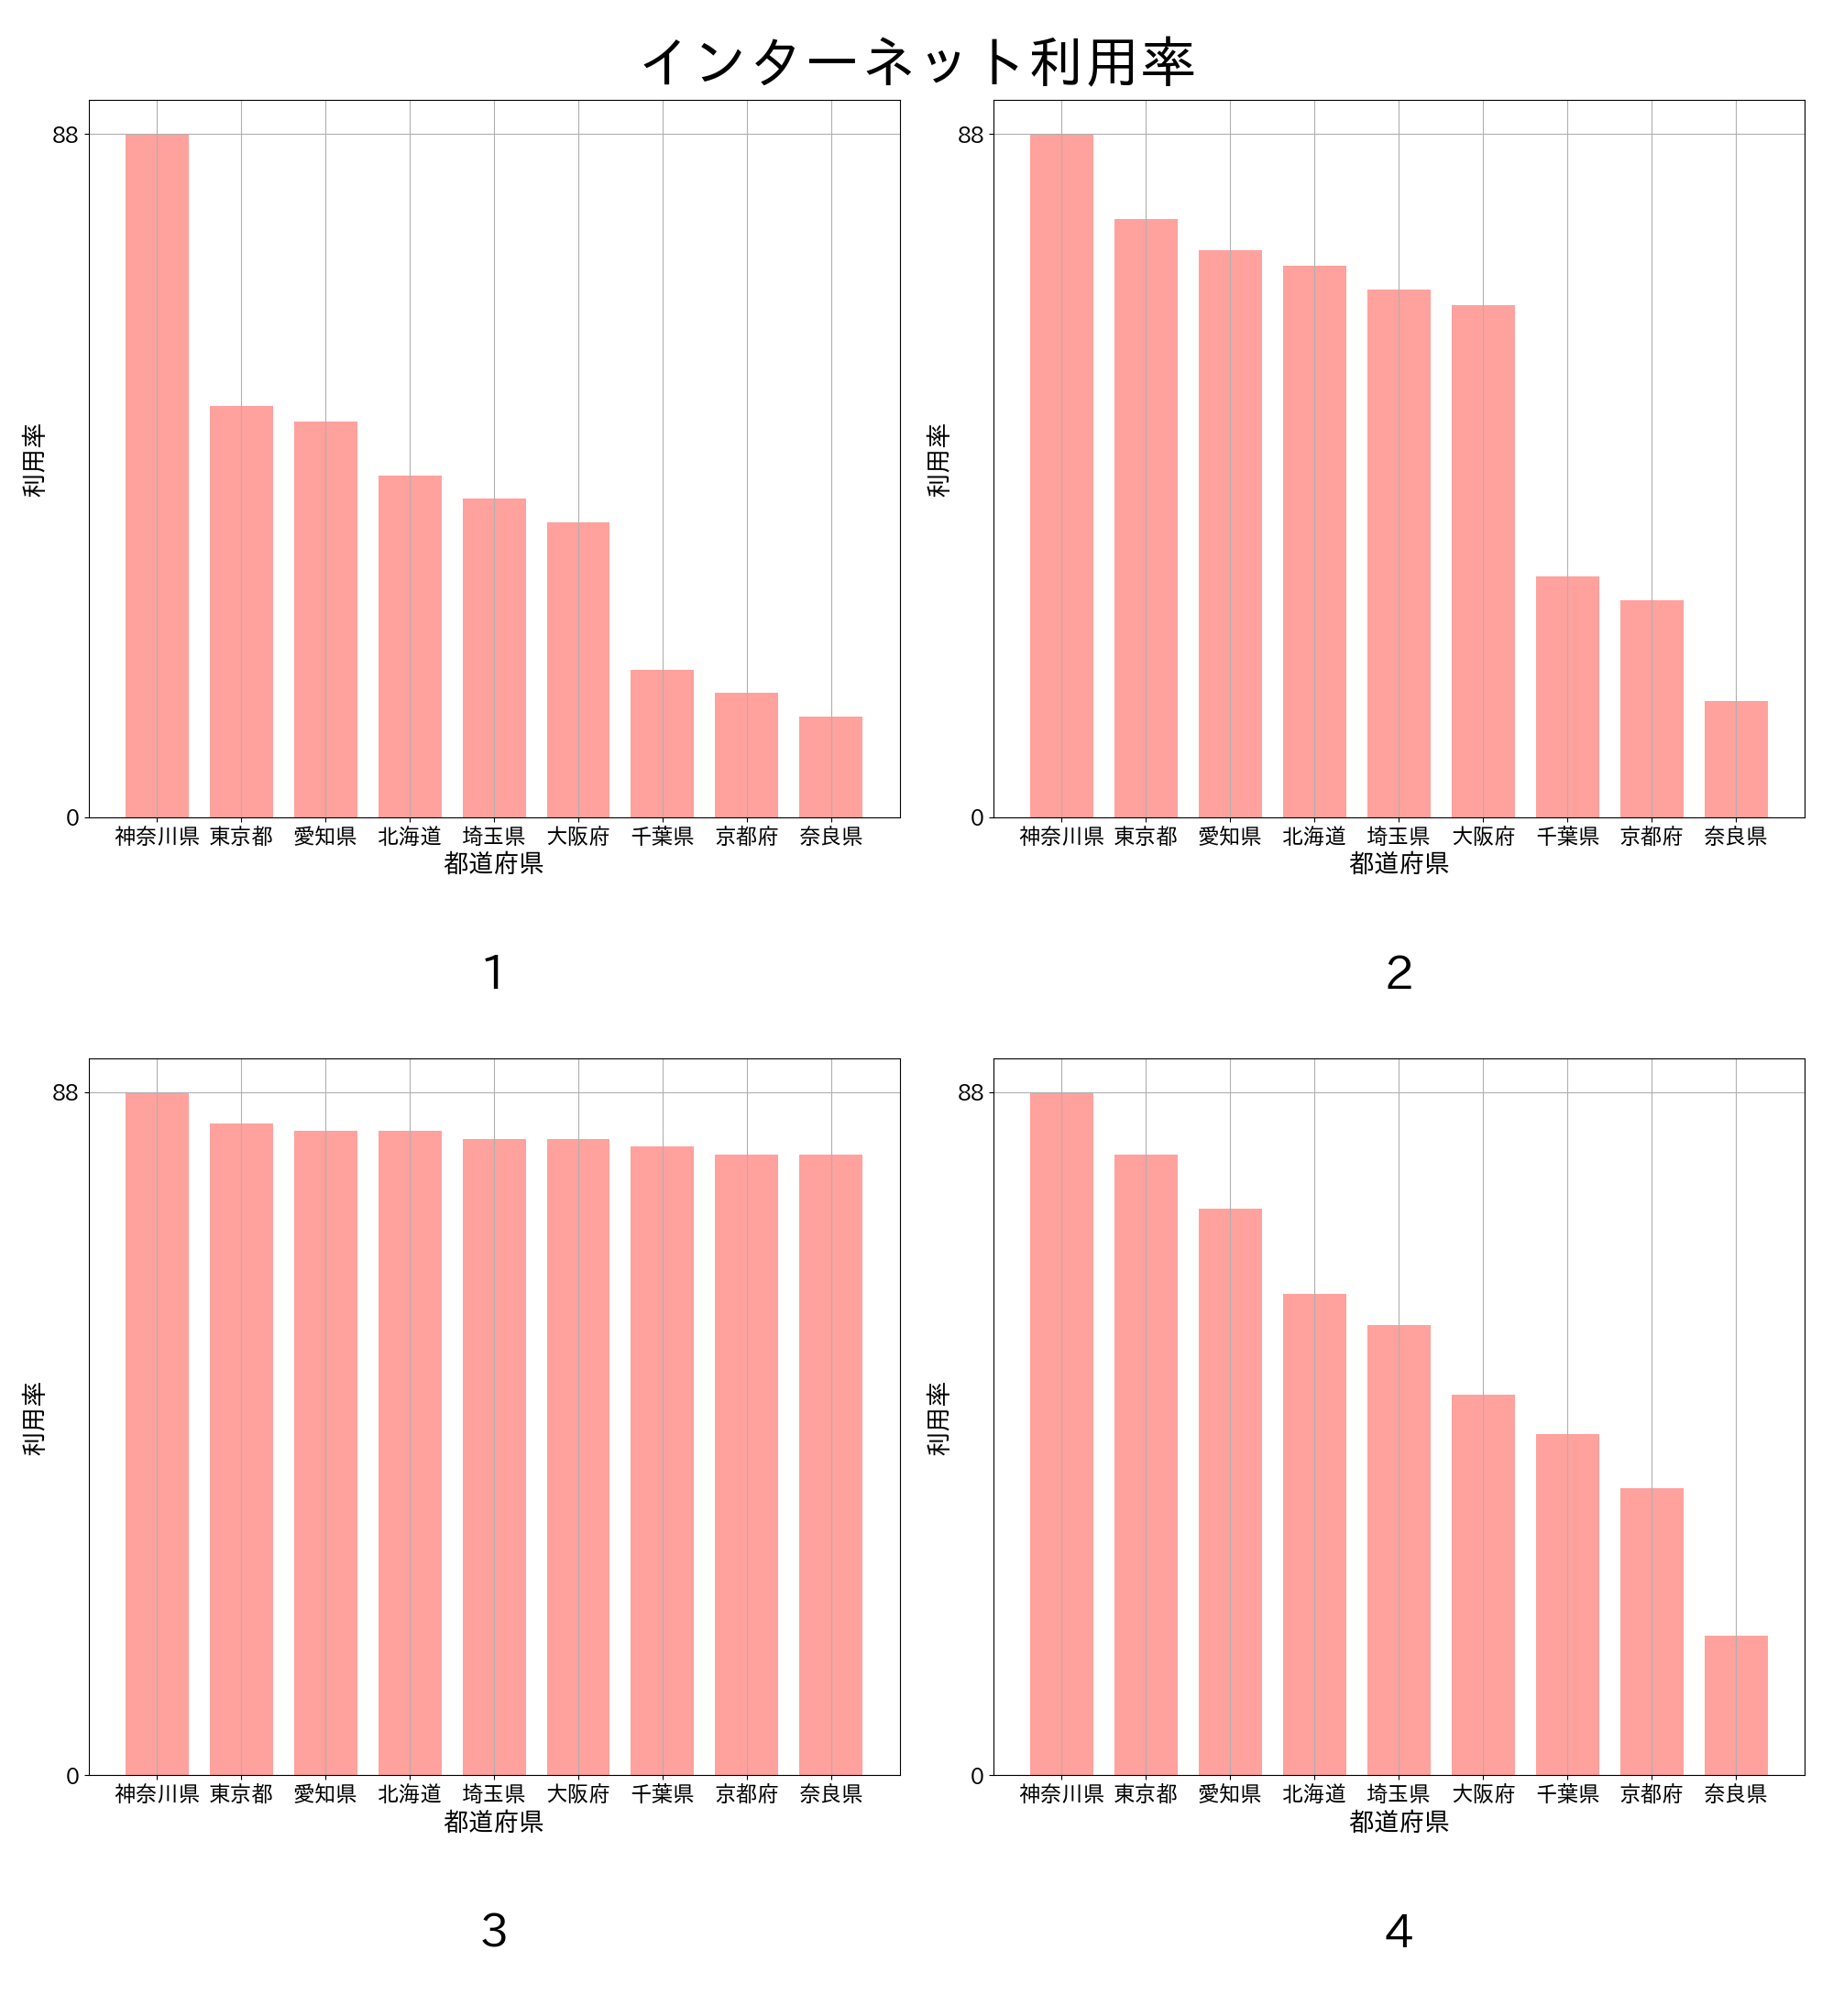 インターネット利用率
88
0
利用率
神奈川県 東京都 愛知県 北海道 埼玉県 大阪府 千葉県 京都府 奈良県
都道府県
1
88
0
利用率
神奈川県 東京都 愛知県 北海道 埼玉県 大阪府 千葉県 京都府 奈良県
都道府県
2
88
0
利用率
神奈川県 東京都 愛知県 北海道 埼玉県 大阪府 千葉県 京都府 奈良県
都道府県
3
88
0
利用率
神奈川県 東京都 愛知県 北海道 埼玉県 大阪府 千葉県 京都府 奈良県
都道府県
4